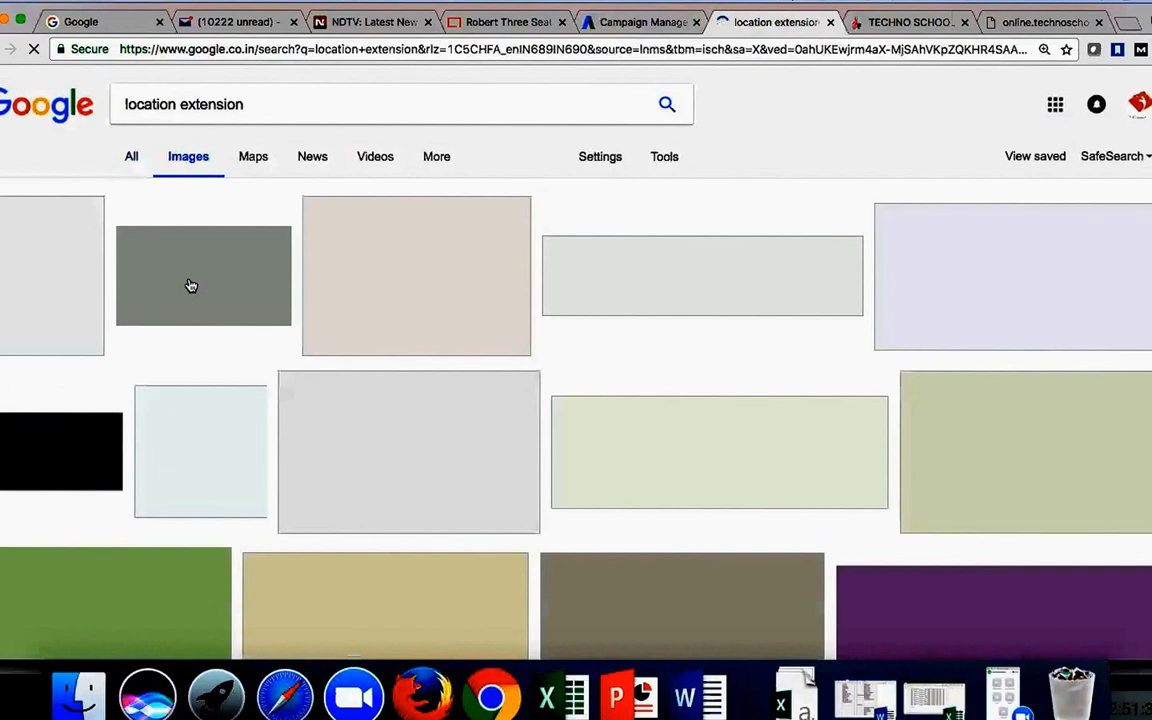 Google
(10222 unread) -
NDTV: Latest New
Robert Three Seat
Campaign Manage
location extension
TECHNO SCHOO
online.technoscho
Secure
https://www.google.co.in/search?q=location+extension&rlz=1C5CHFA_enIN689IN690&source=lnms&tbm=isch&sa=X&ved=0ahUKEwjrm4aX-MjSAhVKpZQKHR4SAA...
Google
location extension
All
Images
Maps
News
Videos
More
Settings
Tools
View saved
SafeSearch